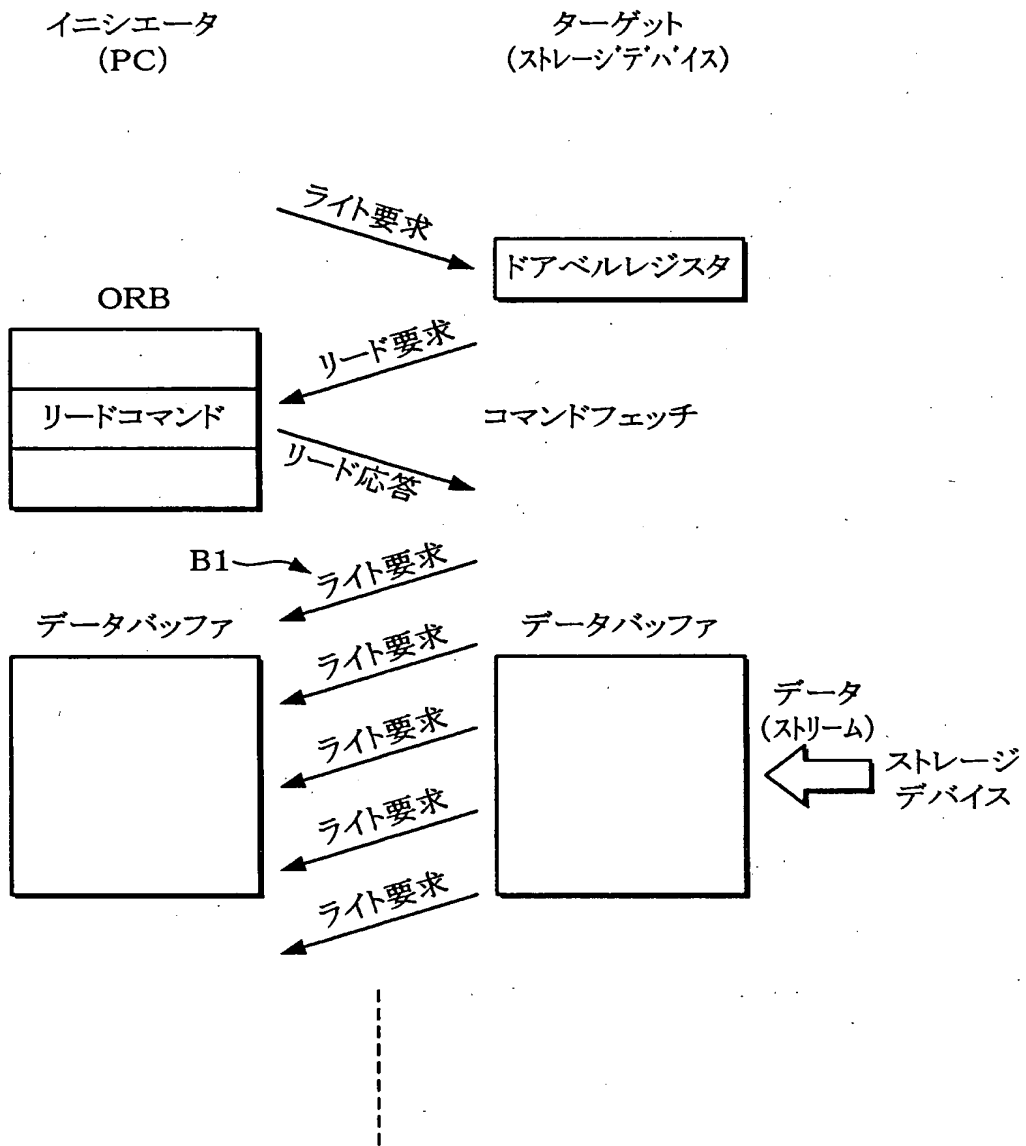 イニシエータ
(PC)
ターゲット
(ストレージデバイス)
ライト要求
ドアベルレジスタ
ORB
リード要求
リードコマンド
コマンドフェッチ
リード応答
B1
ライト要求
データバッファ
データバッファ
ライト要求
データ
(ストリーム)
ライト要求
ストレージ
デバイス
ライト要求
ライト要求